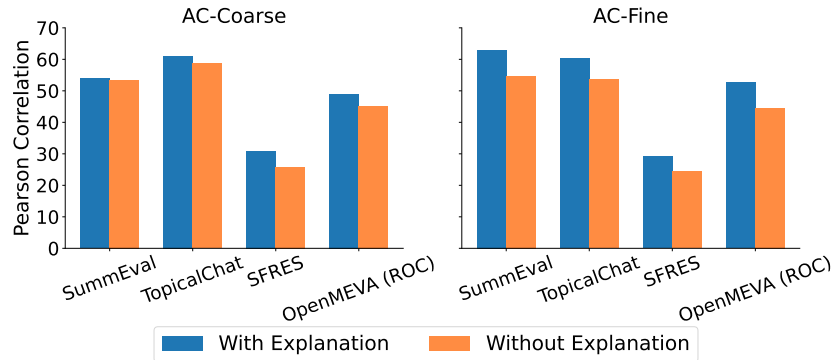 AC-Coarse
AC-Fine
Pearson Correlation
70
60
50
40
30
20
10
0
SummEval
TopicalChat
SFRES
OpenMEVA (ROC)
SummEval
TopicalChat
SFRES
OpenMEVA (ROC)
With Explanation
Without Explanation